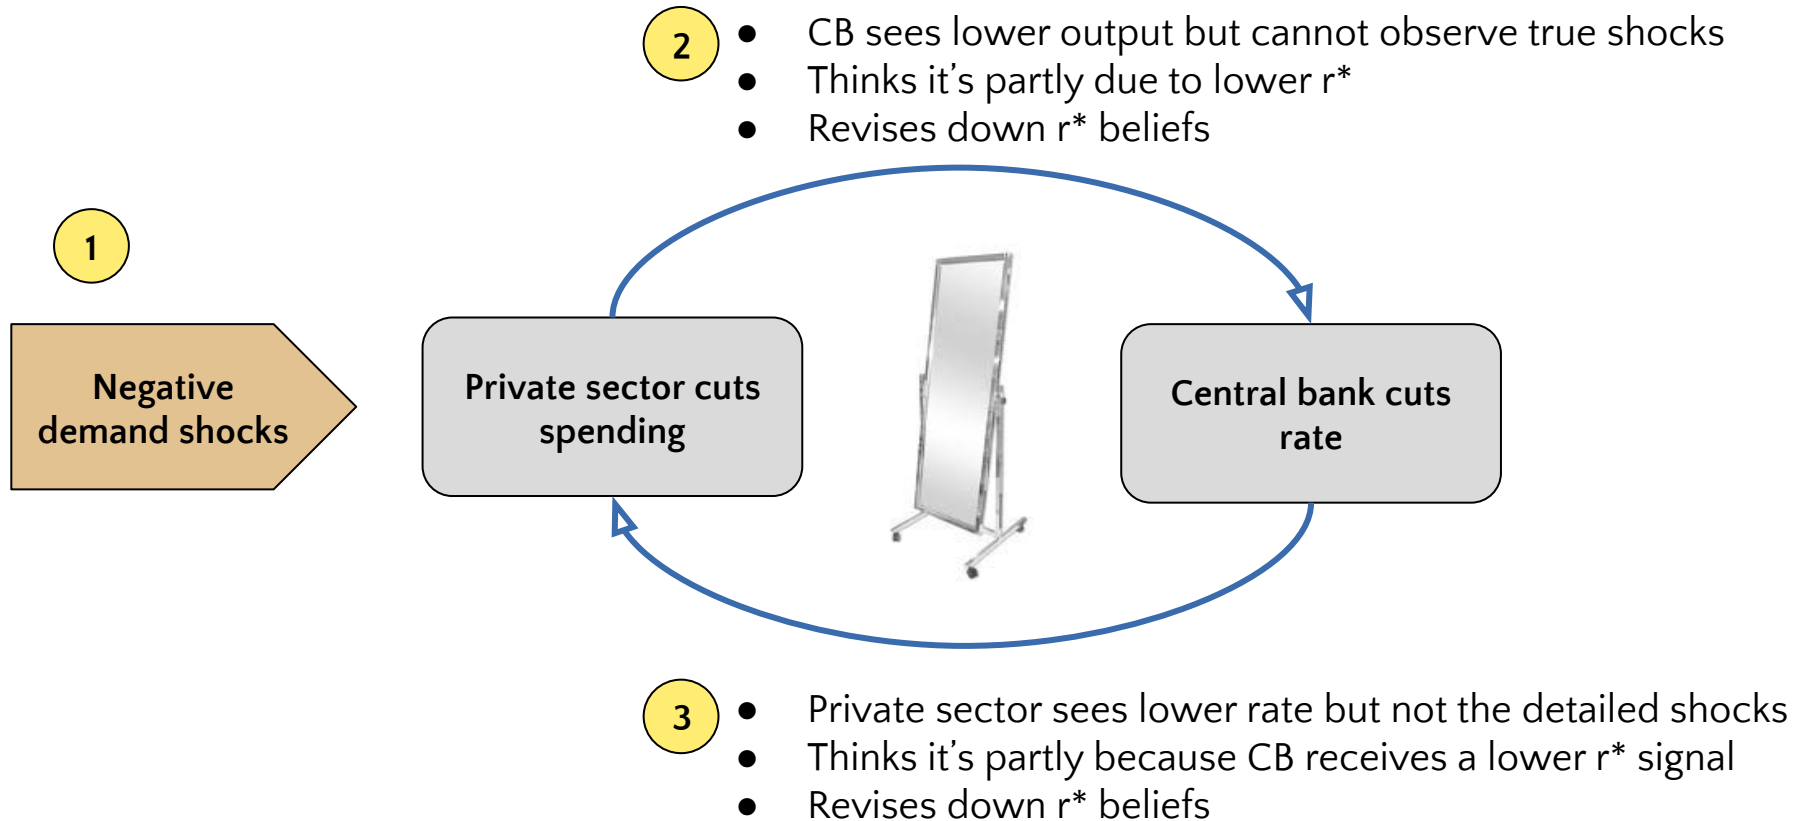 2
● CB sees lower output but cannot observe true shocks
● Thinks it’s partly due to lower r*
● Revises down r* beliefs
1
Negative
demand shocks
Private sector cuts
spending
Central bank cuts
rate
3
● Private sector sees lower rate but not the detailed shocks
● Thinks it’s partly because CB receives a lower r* signal
● Revises down r* beliefs